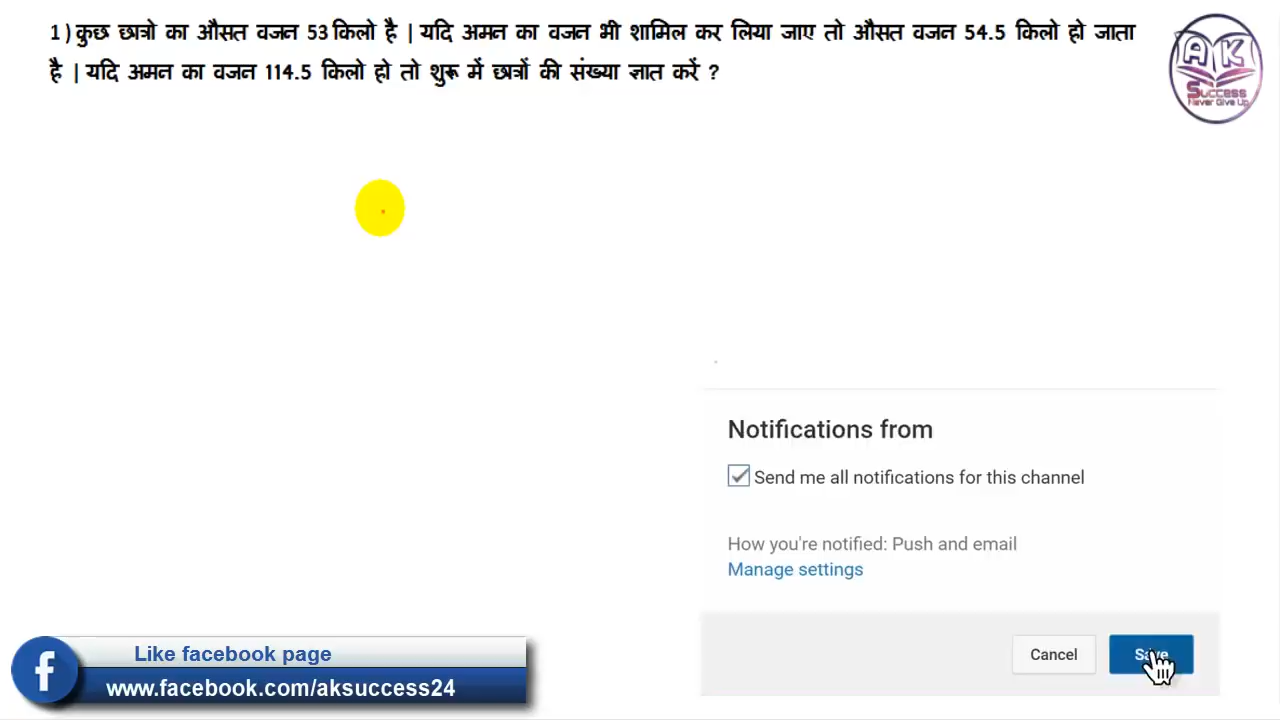 1) कुछ छात्रो का औसत वजन 53 किलो है | यदि अमन का वजन भी शामिल कर लिया जाए तो औसत वजन 54.5 किलो हो जाता
है | यदि अमन का वजन 114.5 किलो हो तो शुरू में छात्रों की संख्या ज्ञात करें ?
AK
Success
Never Give Up
Notifications from
Send me all notifications for this channel
How you're notified: Push and email
Manage settings
Cancel
Save
Like facebook page
www.facebook.com/aksuccess24